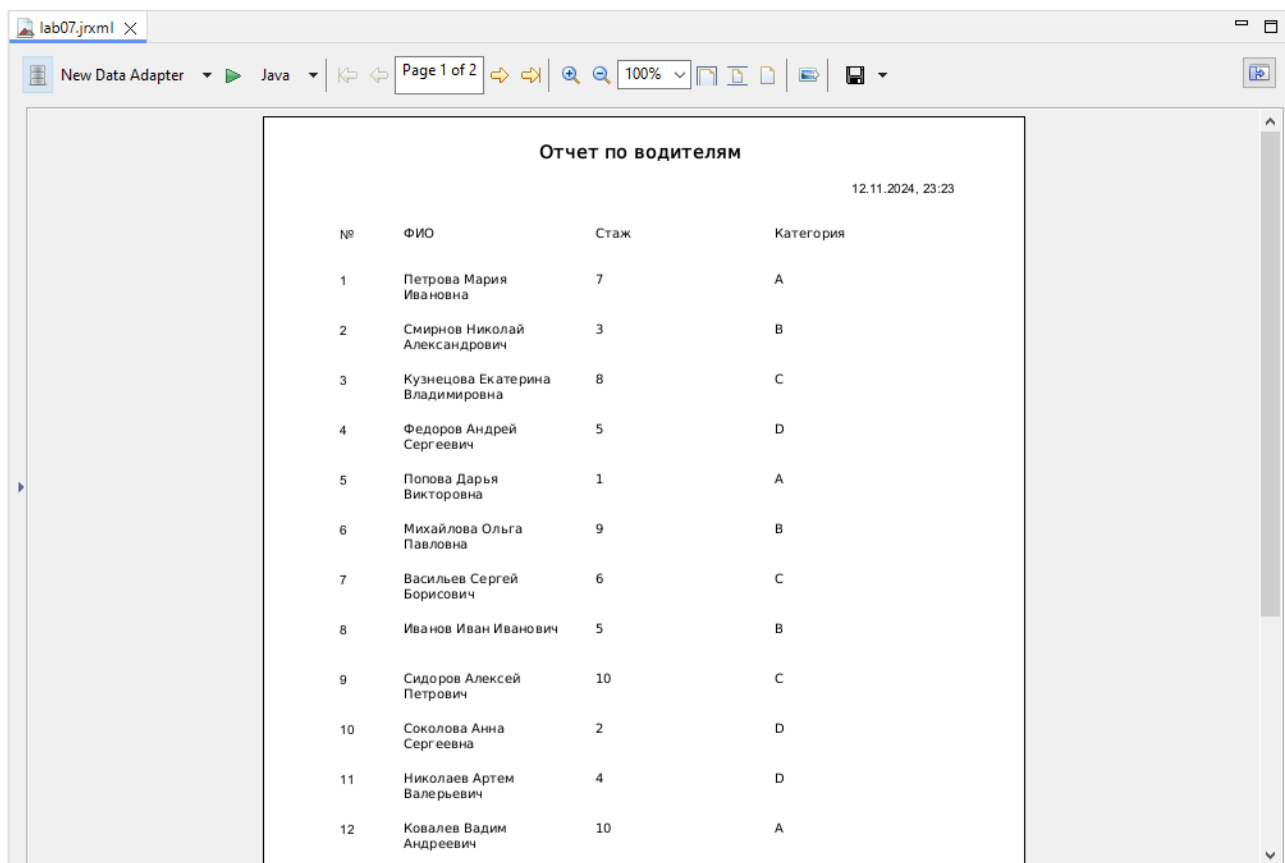 lab07.jrxml
New Data Adapter Java Page 1 of 2 100%
Отчет по водителям
12.11.2024, 23:23
№ ФИО Стаж Категория
1 Петрова Мария 7 A
Ивановна
2 Смирнов Николай 3 B
Александрович
3 Кузнецова Екатерина 8 C
Владимировна
4 Федоров Андрей 5 D
Сергеевич
5 Попова Дарья 1 A
Викторовна
6 Михайлова Ольга 9 B
Павловна
7 Васильев Сергей 6 C
Борисович
8 Иванов Иван Иванович 5 B
9 Сидоров Алексей 10 C
Петрович
10 Соколова Анна 2 D
Сергеевна
11 Николаев Артем 4 D
Валерьевич
12 Ковалев Вадим 10 A
Андреевич